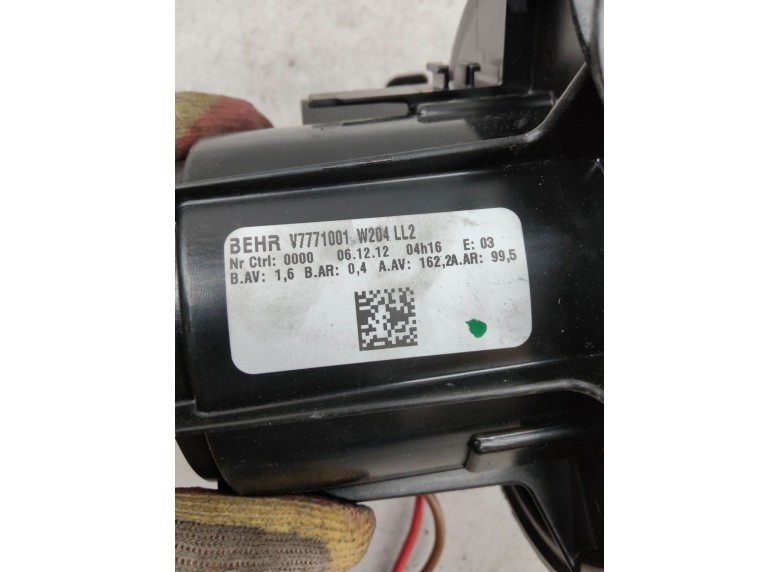 BEHR V7771001 W204 LL2
Nr Ctrl: 0000 06.12.12 04h16 E: 03
B.AV: 1,6 B.AR: 0,4 A.AV: 162,2A.AR: 99,5